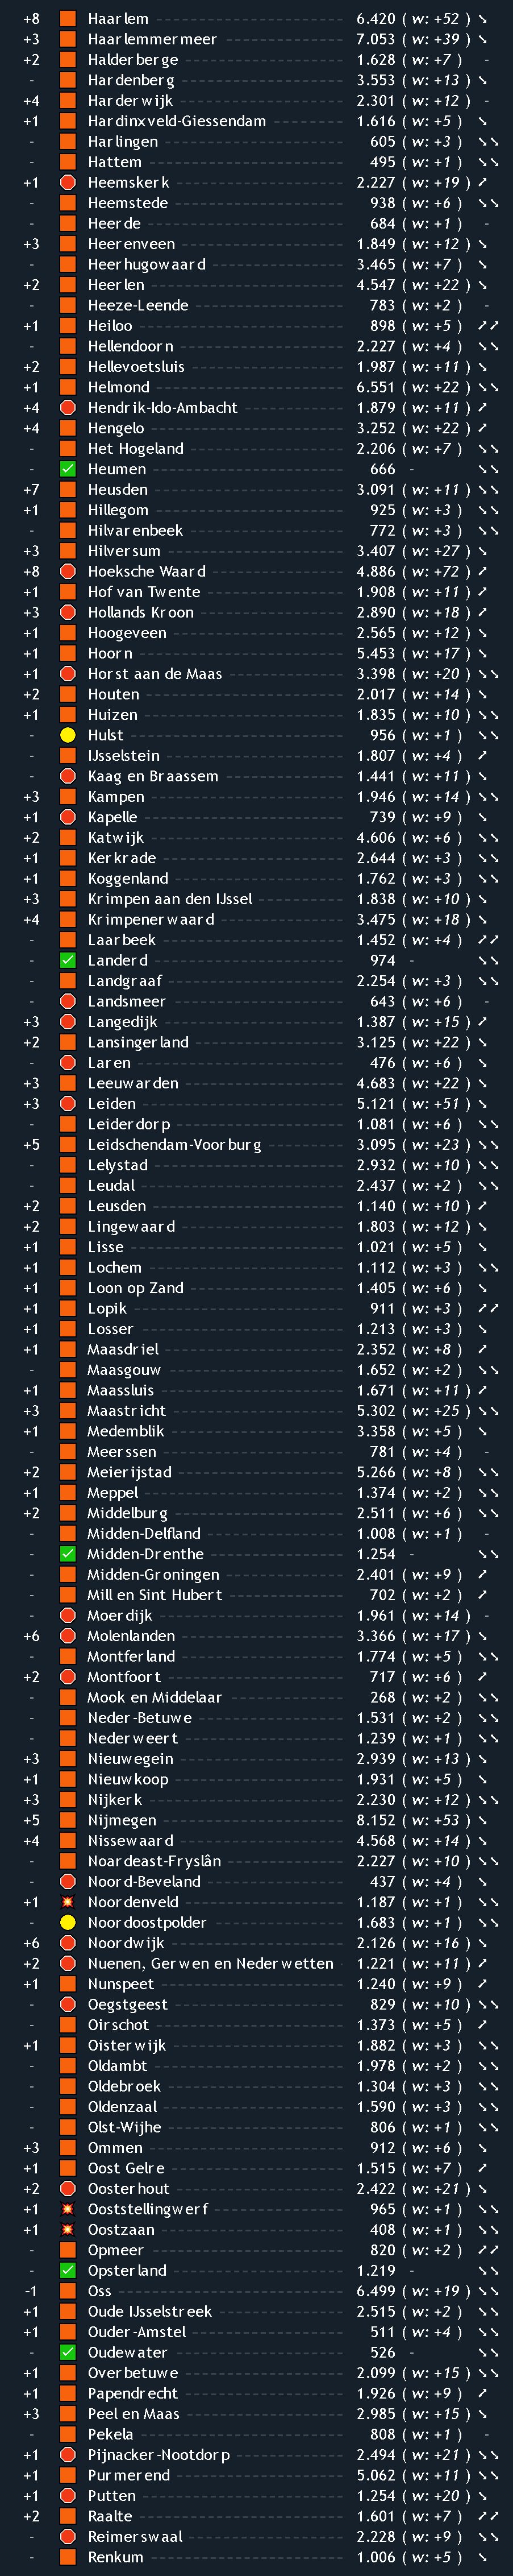 +8 Haarlem 6.420 ( w: +52 ) ↘
+3 Haarlemmermeer 7.053 ( w: +39 ) ↘
+2 Halderberge 1.628 ( w: +7 ) -
- Hardenberg 3.553 ( w: +13 ) ↘
+4 Harderwijk 2.301 ( w: +12 ) -
+1 Hardinxveld-Giessendam 1.616 ( w: +5 ) ↘
- Harlingen 605 ( w: +3 ) ↘↘
- Hattem 495 ( w: +1 ) ↘↘
+1 Heemskerk 2.227 ( w: +19 ) ↗
- Heemstede 938 ( w: +6 ) ↘↘
- Heerde 684 ( w: +1 ) -
+3 Heerenveen 1.849 ( w: +12 ) ↘
- Heerhugowaard 3.465 ( w: +7 ) ↘
+2 Heerlen 4.547 ( w: +22 ) ↘
- Heeze-Leende 783 ( w: +2 ) -
+1 Heiloo 898 ( w: +5 ) ↗↗
- Hellendoorn 2.227 ( w: +4 ) ↘↘
+2 Hellevoetsluis 1.987 ( w: +11 ) ↘
+1 Helmond 6.551 ( w: +22 ) ↘↘
+4 Hendrik-Ido-Ambacht 1.879 ( w: +11 ) ↗
+4 Hengelo 3.252 ( w: +22 ) ↗
- Het Hogeland 2.206 ( w: +7 ) ↘↘
- Heumen 666 - ↘↘
+7 Heusden 3.091 ( w: +11 ) ↘↘
+1 Hillegom 925 ( w: +3 ) ↘↘
- Hilvarenbeek 772 ( w: +3 ) ↘↘
+3 Hilversum 3.407 ( w: +27 ) ↘
+8 Hoeksche Waard 4.886 ( w: +72 ) ↗
+1 Hof van Twente 1.908 ( w: +11 ) ↗
+3 Hollands Kroon 2.890 ( w: +18 ) ↗
+1 Hoogeveen 2.565 ( w: +12 ) ↘
+1 Hoorn 5.453 ( w: +17 ) ↘
+1 Horst aan de Maas 3.398 ( w: +20 ) ↘↘
+2 Houten 2.017 ( w: +14 ) ↘
+1 Huizen 1.835 ( w: +10 ) ↘↘
- Hulst 956 ( w: +1 ) ↘↘
- IJsselstein 1.807 ( w: +4 ) ↗
- Kaag en Braassem 1.441 ( w: +11 ) ↘
+3 Kampen 1.946 ( w: +14 ) ↘↘
+1 Kapelle 739 ( w: +9 ) ↘
+2 Katwijk 4.606 ( w: +6 ) ↘↘
+1 Kerkrade 2.644 ( w: +3 ) ↘↘
+1 Koggenland 1.762 ( w: +3 ) ↘↘
+3 Krimpen aan den IJssel 1.838 ( w: +10 ) ↘
+4 Krimpenerwaard 3.475 ( w: +18 ) ↘
- Laarbeek 1.452 ( w: +4 ) ↗↗
- Landerd 974 - ↘↘
- Landgraaf 2.254 ( w: +3 ) ↘↘
- Landsmeer 643 ( w: +6 ) -
+3 Langedijk 1.387 ( w: +15 ) ↗
+2 Lansingerland 3.125 ( w: +22 ) ↘
- Laren 476 ( w: +6 ) ↘
+3 Leeuwarden 4.683 ( w: +22 ) ↘
+3 Leiden 5.121 ( w: +51 ) ↘
- Leiderdorp 1.081 ( w: +6 ) ↘↘
+5 Leidschendam-Voorburg 3.095 ( w: +23 ) ↘↘
- Lelystad 2.932 ( w: +10 ) ↘↘
- Leudal 2.437 ( w: +2 ) ↘↘
+2 Leusden 1.140 ( w: +10 ) ↗
+2 Lingewaard 1.803 ( w: +12 ) ↘
+1 Lisse 1.021 ( w: +5 ) ↘
+1 Lochem 1.112 ( w: +3 ) ↘↘
+1 Loon op Zand 1.405 ( w: +6 ) ↘
+1 Lopik 911 ( w: +3 ) ↗↗
+1 Losser 1.213 ( w: +3 ) ↘
+1 Maasdriel 2.352 ( w: +8 ) ↗
- Maasgouw 1.652 ( w: +2 ) ↘↘
+1 Maassluis 1.671 ( w: +11 ) ↗
+3 Maastricht 5.302 ( w: +25 ) ↘↘
+1 Medemblik 3.358 ( w: +5 ) ↘
- Meerssen 781 ( w: +4 ) -
+2 Meierijstad 5.266 ( w: +8 ) ↘↘
+1 Meppel 1.374 ( w: +2 ) ↘↘
+2 Middelburg 2.511 ( w: +6 ) ↘↘
- Midden-Delfland 1.008 ( w: +1 ) -
- Midden-Drenthe 1.254 - ↘↘
- Midden-Groningen 2.401 ( w: +9 ) ↗
- Mill en Sint Hubert 702 ( w: +2 ) ↗
- Moerdijk 1.961 ( w: +14 ) -
+6 Molenlanden 3.366 ( w: +17 ) ↘
- Montferland 1.774 ( w: +5 ) ↘↘
+2 Montfoort 717 ( w: +6 ) ↗
- Mook en Middelaar 268 ( w: +2 ) ↘↘
- Neder-Betuwe 1.531 ( w: +2 ) ↘↘
- Nederweert 1.239 ( w: +1 ) ↘↘
+3 Nieuwegein 2.939 ( w: +13 ) ↘
+1 Nieuwkoop 1.931 ( w: +5 ) ↘
+3 Nijkerk 2.230 ( w: +12 ) ↘↘
+5 Nijmegen 8.152 ( w: +53 ) ↘
+4 Nissewaard 4.568 ( w: +14 ) ↘
- Noardeast-Fryslân 2.227 ( w: +10 ) ↘↘
- Noord-Beveland 437 ( w: +4 ) ↘
+1 Noordenveld 1.187 ( w: +1 ) ↘↘
- Noordoostpolder 1.683 ( w: +1 ) ↘↘
+6 Noordwijk 2.126 ( w: +16 ) ↘
+2 Nuenen, Gerwen en Nederwetten 1.221 ( w: +11 ) ↗
+1 Nunspeet 1.240 ( w: +9 ) ↗
- Oegstgeest 829 ( w: +10 ) ↘↘
- Oirschot 1.373 ( w: +5 ) ↗
+1 Oisterwijk 1.882 ( w: +3 ) ↘↘
- Oldambt 1.978 ( w: +2 ) ↘↘
- Oldebroek 1.304 ( w: +3 ) ↘↘
- Oldenzaal 1.590 ( w: +3 ) ↘↘
- Olst-Wijhe 806 ( w: +1 ) ↘↘
+3 Ommen 912 ( w: +6 ) ↘
+1 Oost Gelre 1.515 ( w: +7 ) ↗
+2 Oosterhout 2.422 ( w: +21 ) ↘
+1 Ooststellingwerf 965 ( w: +1 ) ↘↘
+1 Oostzaan 408 ( w: +1 ) ↘↘
- Opmeer 820 ( w: +2 ) ↗↗
- Opsterland 1.219 - ↘↘
-1 Oss 6.499 ( w: +19 ) ↘↘
+1 Oude IJsselstreek 2.515 ( w: +2 ) ↘↘
+1 Ouder-Amstel 511 ( w: +4 ) ↘↘
- Oudewater 526 - ↘↘
+1 Overbetuwe 2.099 ( w: +15 ) ↘↘
+1 Papendrecht 1.926 ( w: +9 ) ↗
+3 Peel en Maas 2.985 ( w: +15 ) ↘
- Pekela 808 ( w: +1 ) -
+1 Pijnacker-Nootdorp 2.494 ( w: +21 ) ↘↘
+1 Purmerend 5.062 ( w: +11 ) ↘↘
+1 Putten 1.254 ( w: +20 ) ↘
+2 Raalte 1.601 ( w: +7 ) ↗↗
- Reimerswaal 2.228 ( w: +9 ) ↘↘
- Renkum 1.006 ( w: +5 ) ↘